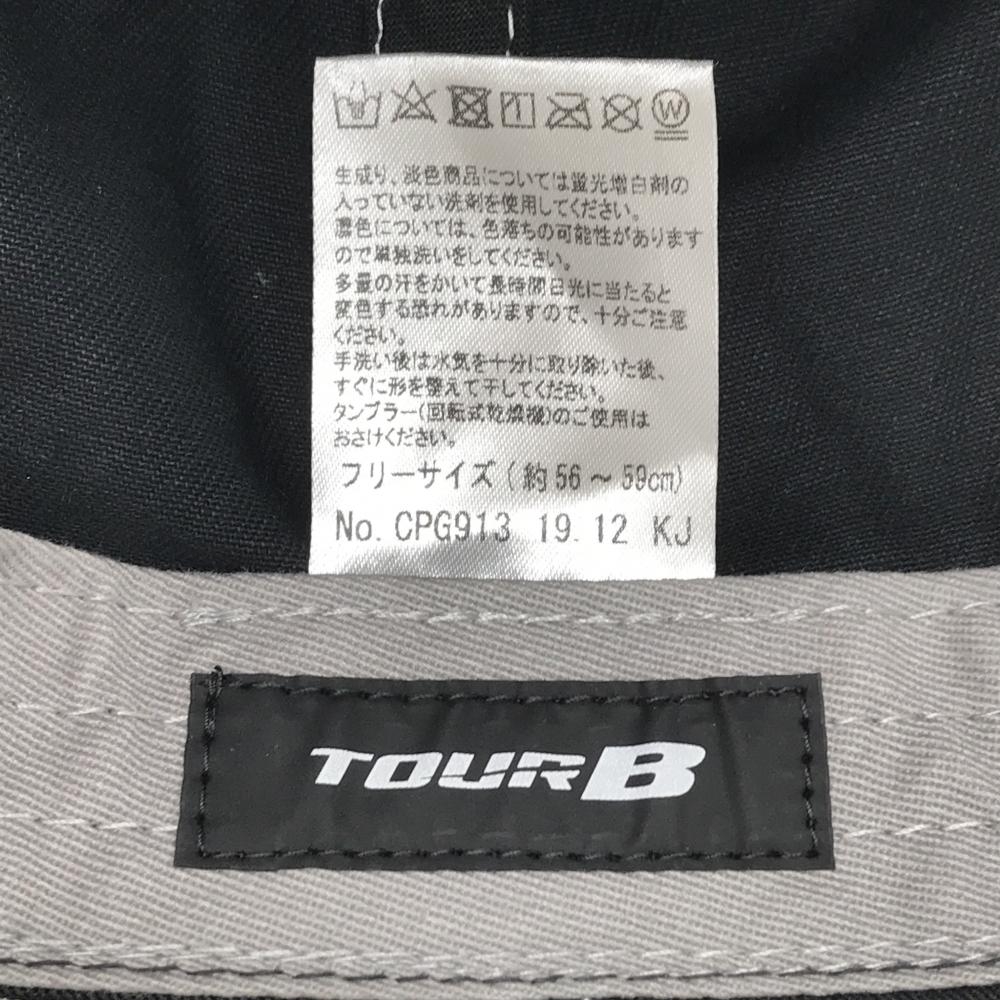 W
生成り、淡色商品については蛍光増白剤の
入っていない洗剤を使用してください。
濃色については、色落ちの可能性があります
ので単独洗いをしてください。
多量の汗をかいて長時間日光に当たると
変色する恐れがありますので、十分ご注意
ください。
手洗い後は水気を十分に取り除いた後、
すぐに形を整えて干してください。
タンブラー(回転式乾燥機)のご使用は
おさけください。
フリーサイズ(約56～59cm)
No. CPG913 19.12 KJ
TOURB